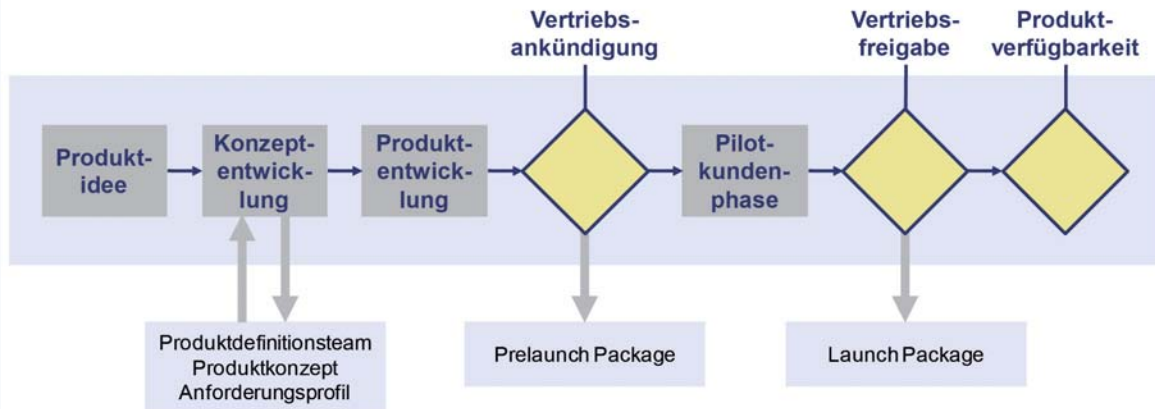 Vertriebs-
ankündigung
Vertriebs-
freigabe
Produkt-
verfügbarkeit
Produkt-
idee
Konzept-
entwick-
lung
Produkt-
entwick-
lung
Pilot-
kunden-
phase
Produktdefinitionsteam
Produktkonzept
Anforderungsprofil
Prelaunch Package
Launch Package